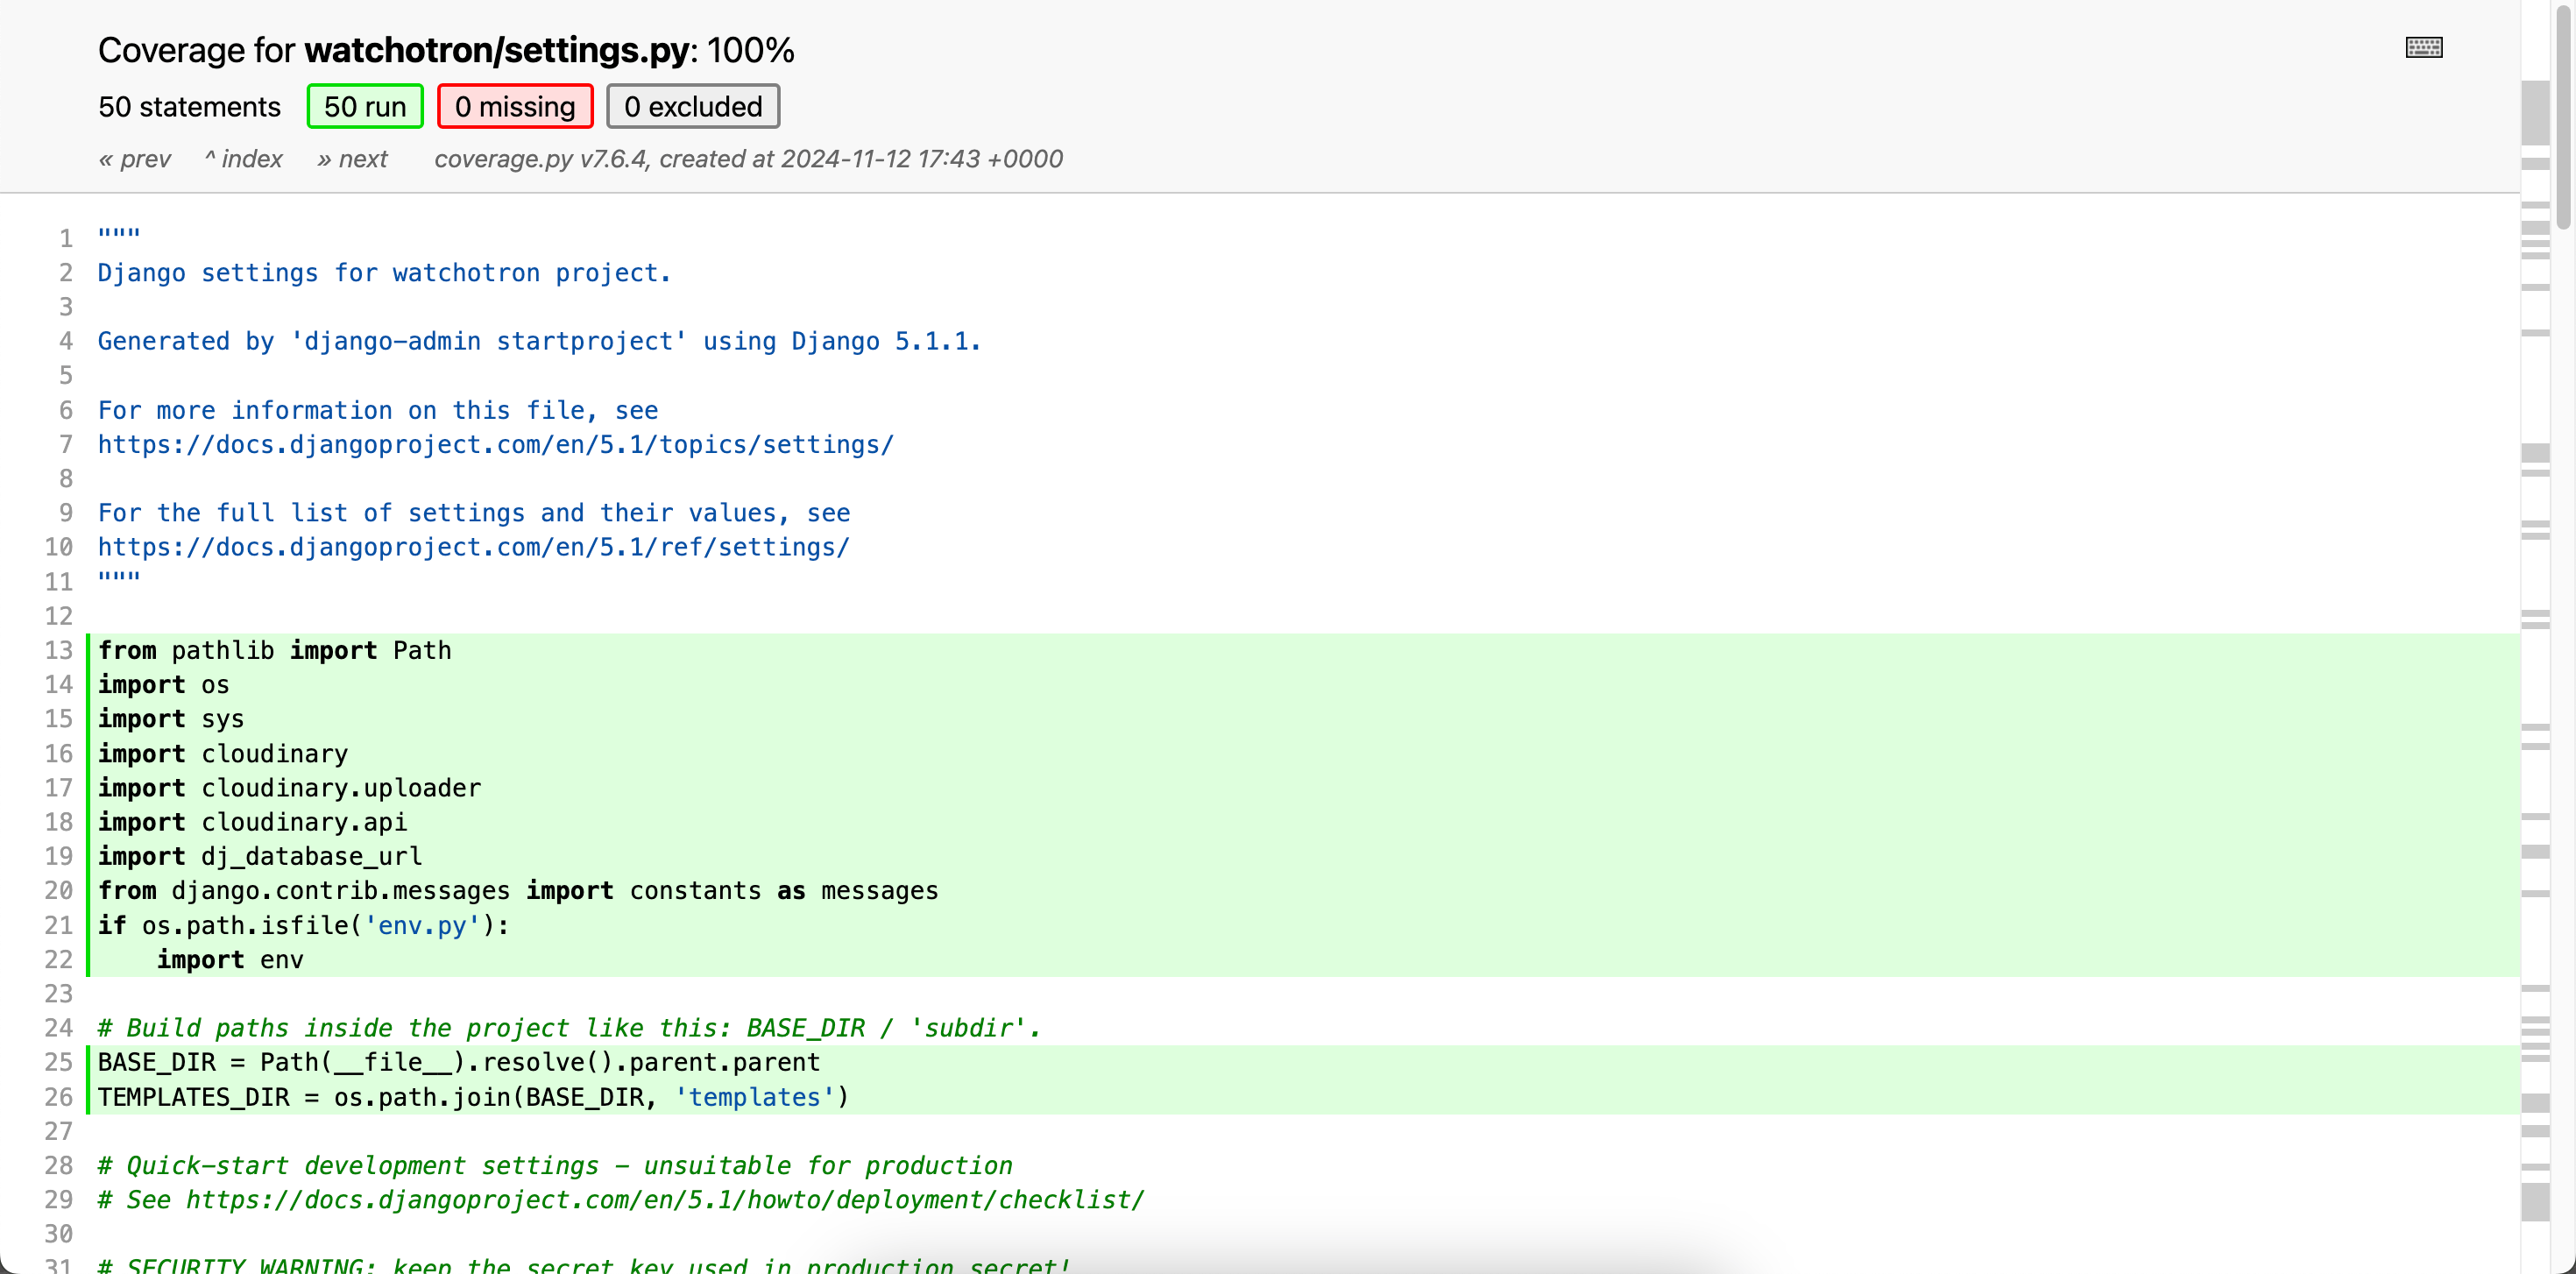 Coverage for watchotron/settings.py: 100%
50 statements 50 run 0 missing 0 excluded
« prev ^ index » next coverage.py v7.6.4, created at 2024-11-12 17:43 +0000
1 """
2 Django settings for watchotron project.
3
4 Generated by 'django-admin startproject' using Django 5.1.1.
5
6 For more information on this file, see
7 https://docs.djangoproject.com/en/5.1/topics/settings/
8
9 For the full list of settings and their values, see
10 https://docs.djangoproject.com/en/5.1/ref/settings/
11 """
12
13 from pathlib import Path
14 import os
15 import sys
16 import cloudinary
17 import cloudinary.uploader
18 import cloudinary.api
19 import dj_database_url
20 from django.contrib.messages import constants as messages
21 if os.path.isfile('env.py'):
22     import env
23
24 # Build paths inside the project like this: BASE_DIR / 'subdir'.
25 BASE_DIR = Path(__file__).resolve().parent.parent
26 TEMPLATES_DIR = os.path.join(BASE_DIR, 'templates')
27
28 # Quick-start development settings - unsuitable for production
29 # See https://docs.djangoproject.com/en/5.1/howto/deployment/checklist/
30
31 # SECURITY WARNING: keep the secret key used in production secret!